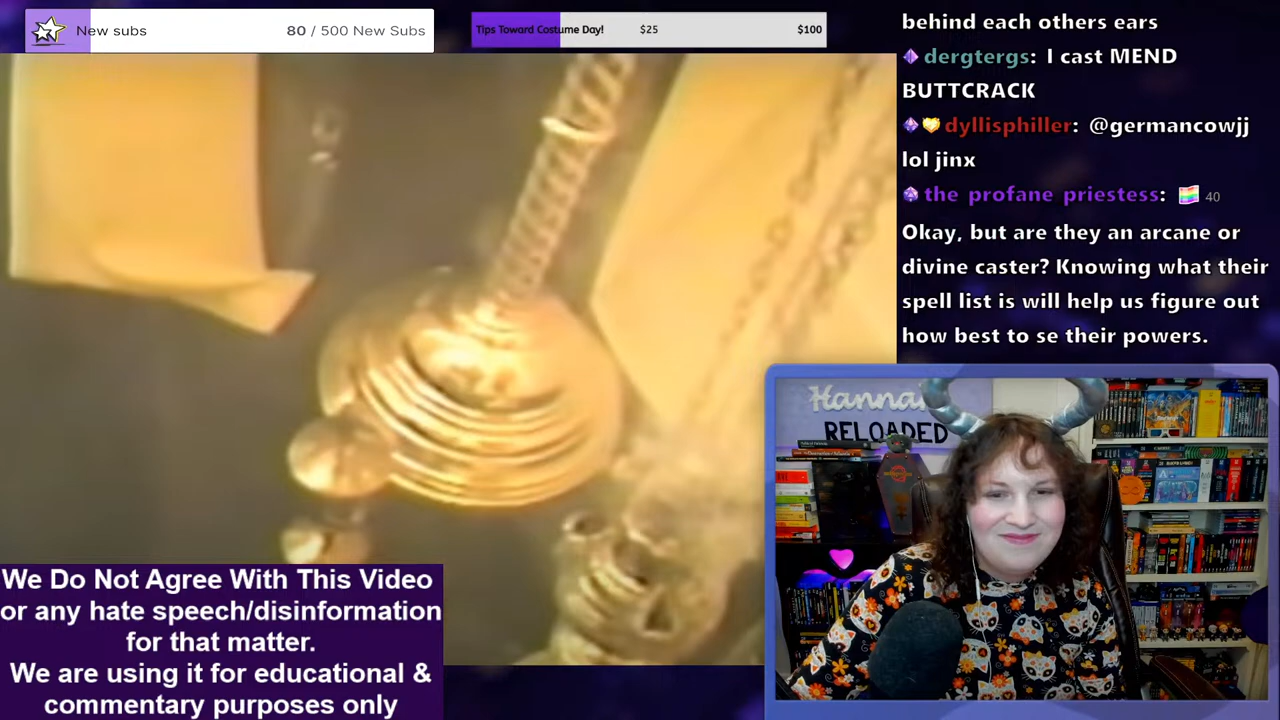 New subs
80 / 500 New Subs
Tips Toward Costume Day!
$25
$100
behind each others ears
dergtergs: I cast MEND
BUTTCRACK
dyllisphiller: @germancowjj
lol jinx
the profane priestess: 40
Okay, but are they an arcane or
divine caster? Knowing what their
spell list is will help us figure out
how best to se their powers.
Hanna
RELOADED
We Do Not Agree With This Video
or any hate speech/disinformation
for that matter.
We are using it for educational &
commentary purposes only